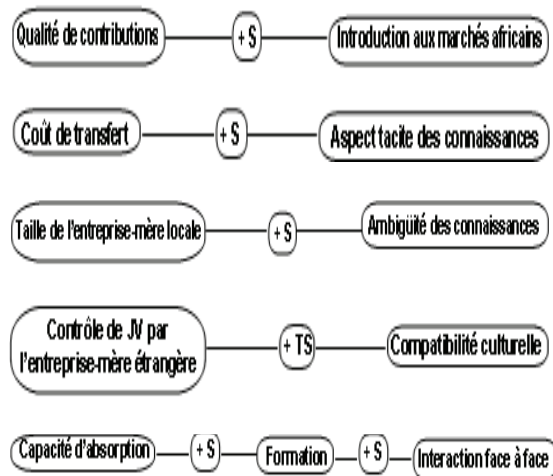 Qualité de contributions + S Introduction aux marchés africains
Coût de transfert + S Aspect tacite des connaissances
Taille de l'entreprise-mère locale + S Ambigüité des connaissances
Contrôle de JV par
l'entreprise-mère étrangère + TS Compatibilité culturelle
Capacité d'absorption + S Formation + S Interaction face à face